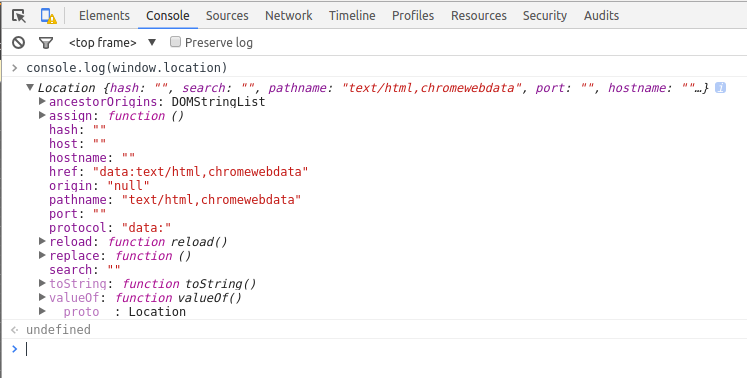 Elements Console Sources Network Timeline Profiles Resources Security Audits
<top frame> Preserve log
console.log(window.location)
Location {hash: "", search: "", pathname: "text/html,chromewebdata", port: "", hostname: ""…}
ancestorOrigins: DOMStringList
assign: function ()
hash: ""
host: ""
hostname: ""
href: "data:text/html,chromewebdata"
origin: "null"
pathname: "text/html,chromewebdata"
port: ""
protocol: "data:"
reload: function reload()
replace: function ()
search: ""
toString: function toString()
valueOf: function valueOf()
__proto__: Location
undefined